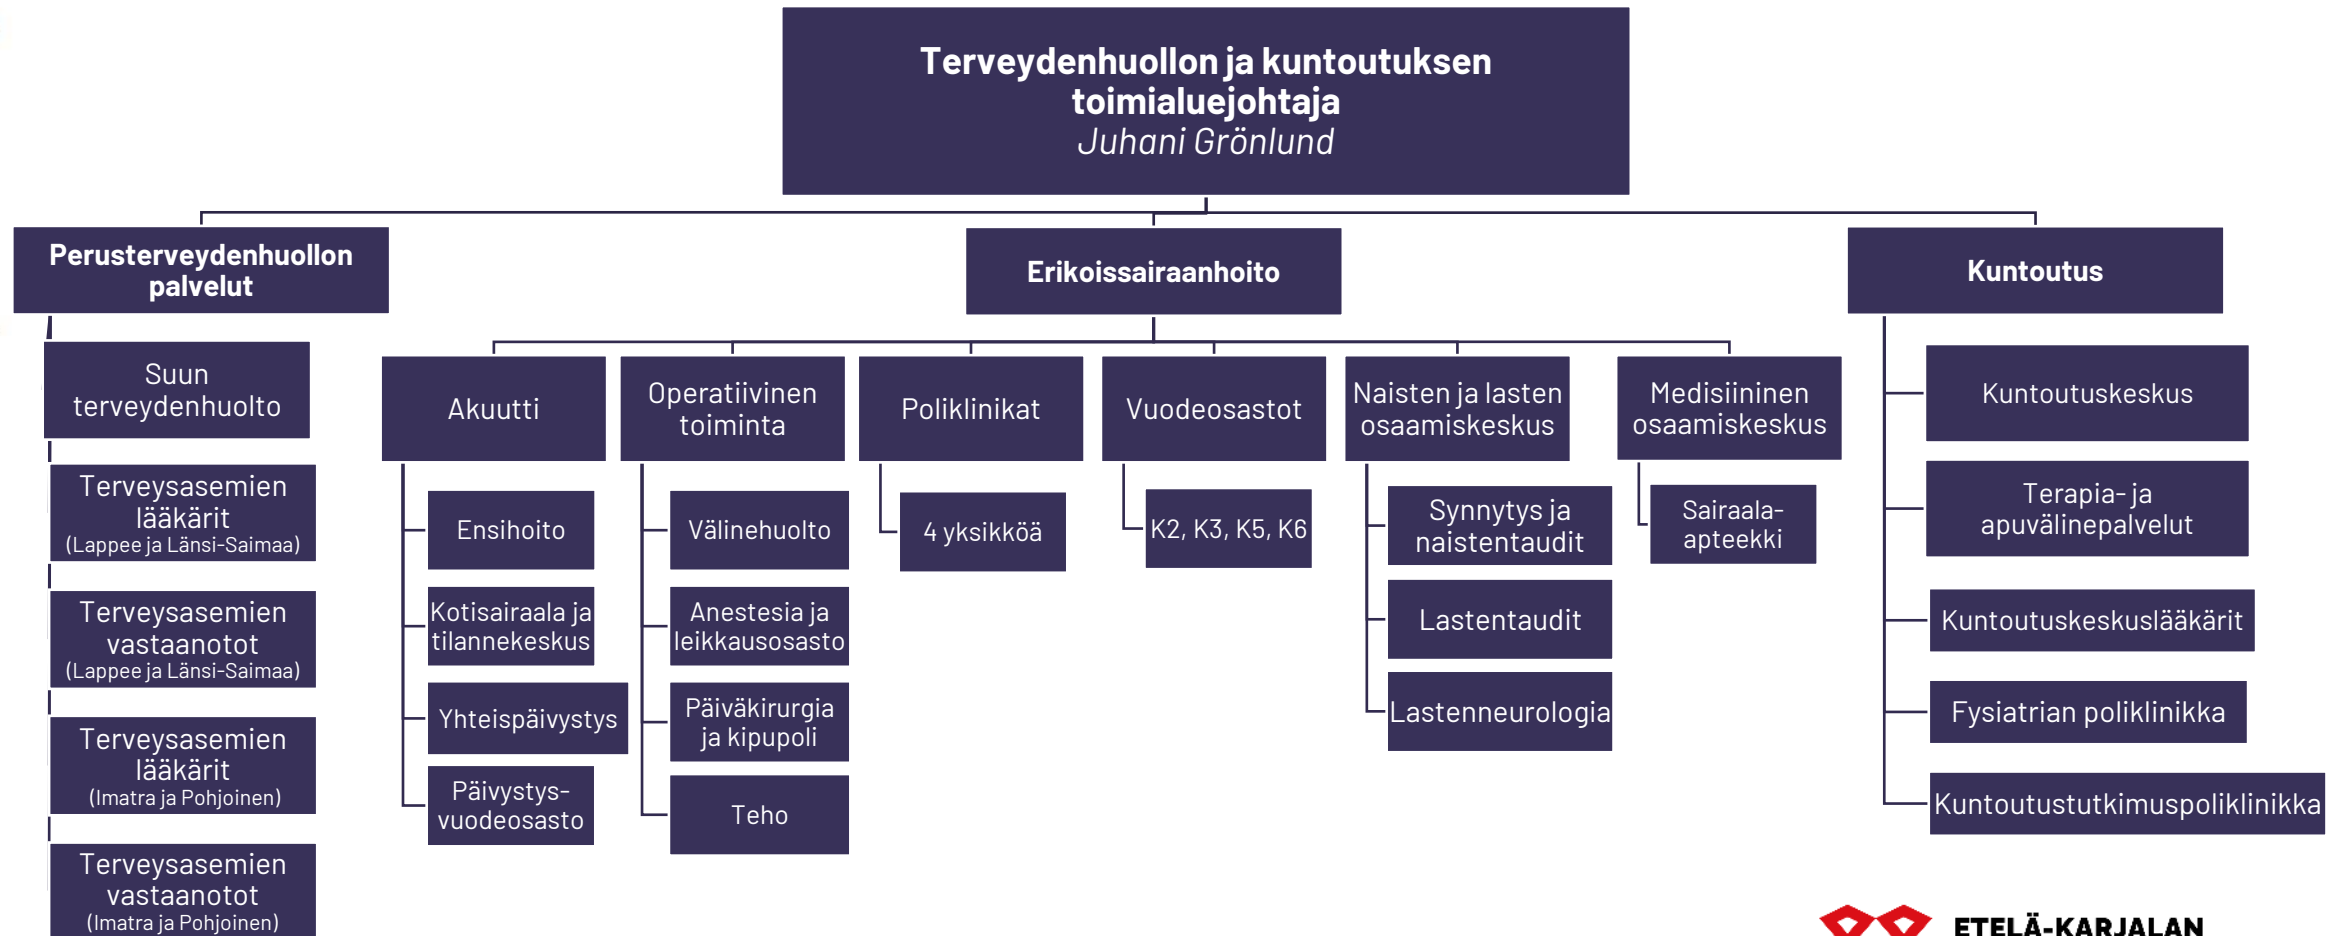 Terveydenhuollon ja kuntoutuksen
toimialuejohtaja
Juhani Grönlund
Perusterveydenhuollon
palvelut
Suun
terveydenhuolto
Terveysasemien
lääkärit
(Lappee ja Länsi-Saimaa)
Terveysasemien
vastaanotot
(Lappee ja Länsi-Saimaa)
Terveysasemien
lääkärit
(Imatra ja Pohjoinen)
Terveysasemien
vastaanotot
(Imatra ja Pohjoinen)
Erikoissairaanhoito
Akuutti
Ensihoito
Kotisairaala ja
tilannekeskus
Yhteispäivystys
Päivystys-
vuodeosasto
Operatiivinen
toiminta
Välinehuolto
Anestesia ja
leikkausosasto
Päiväkirurgia
ja kipupoli
Teho
Poliklinikat
4 yksikköä
Vuodeosastot
K2, K3, K5, K6
Naisten ja lasten
osaamiskeskus
Synnytys ja
naistentaudit
Lastentaudit
Lastenneurologia
Medisiininen
osaamiskeskus
Sairaala-
apteekki
Kuntoutus
Kuntoutuskeskus
Terapia- ja
apuvälinepalvelut
Kuntoutuskeskuslääkärit
Fysiatrian poliklinikka
Kuntoutustutkimuspoliklinikka
ETELÄ-KARJALAN